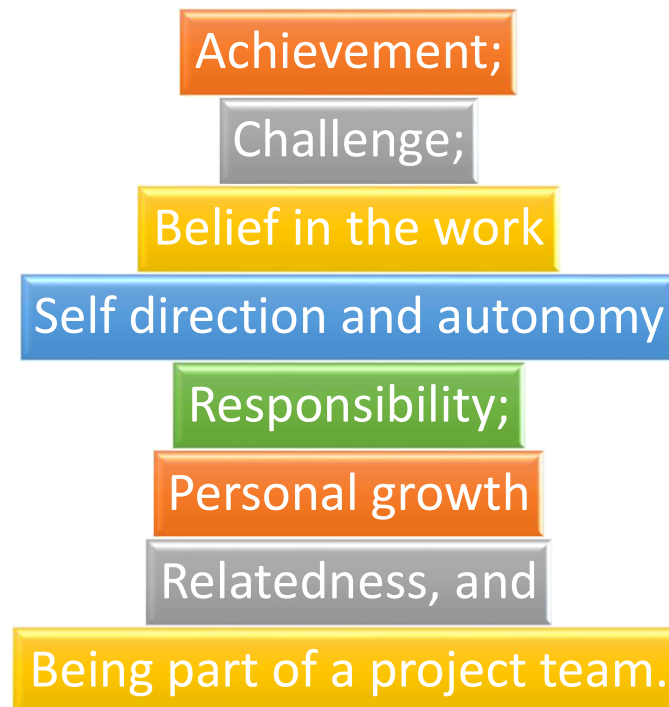 Achievement;
Challenge;
Belief in the work
Self direction and autonomy
Responsibility;
Personal growth
Relatedness, and
Being part of a project team.